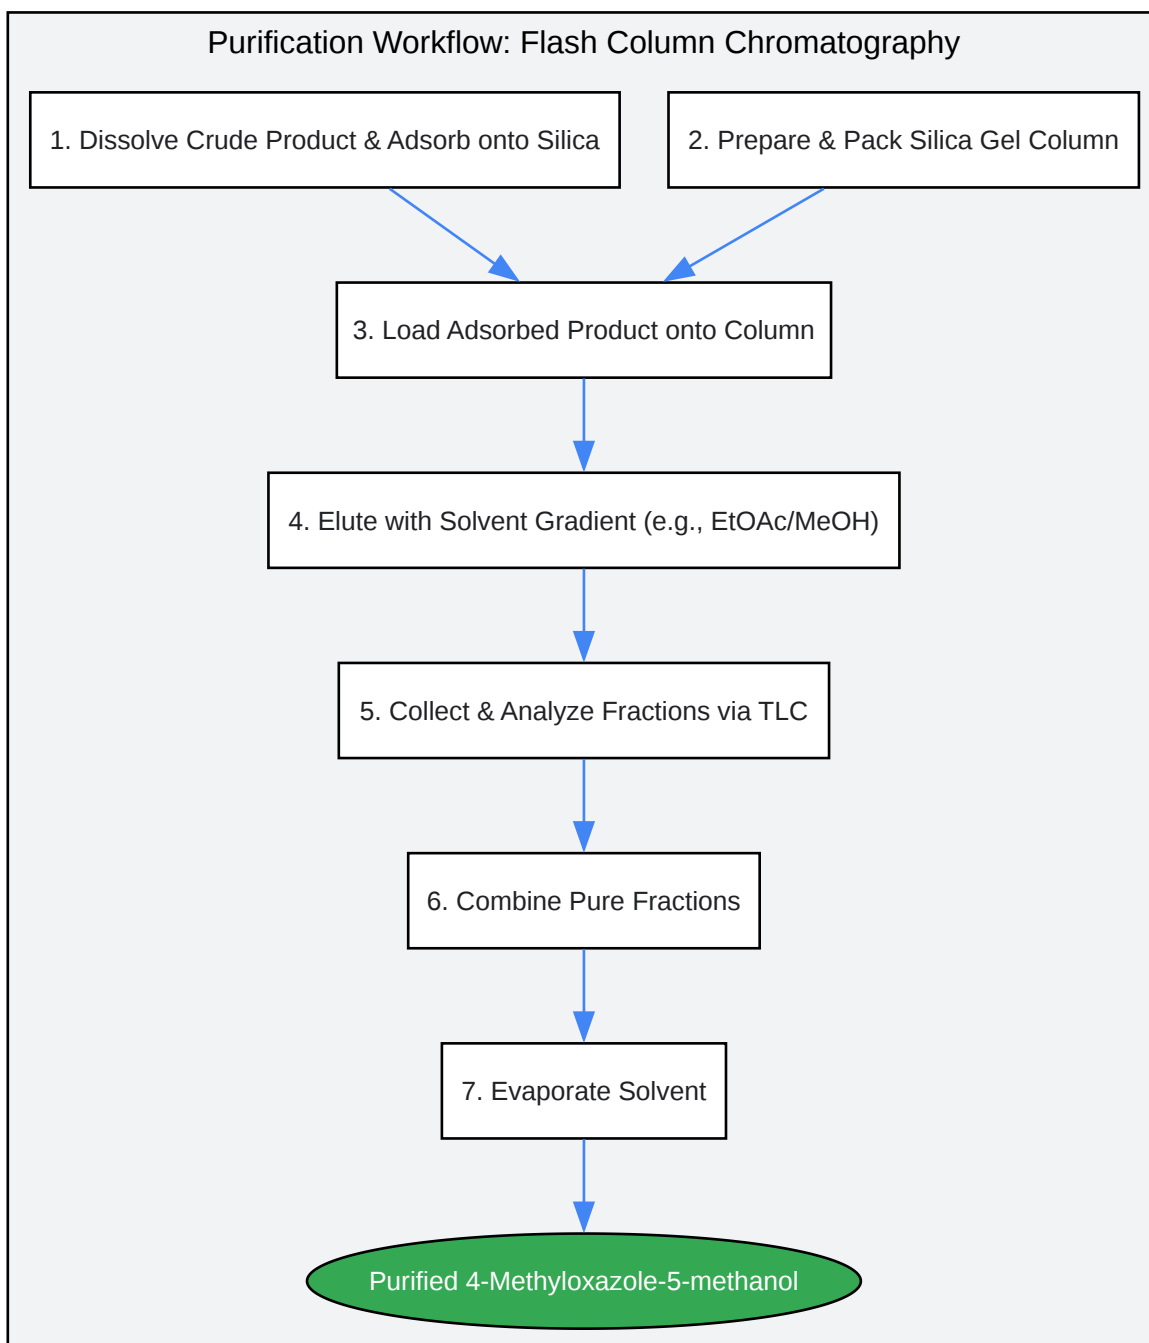 Purification Workflow: Flash Column Chromatography
1. Dissolve Crude Product & Adsorb onto Silica
2. Prepare & Pack Silica Gel Column
3. Load Adsorbed Product onto Column
4. Elute with Solvent Gradient (e.g., EtOAc/MeOH)
5. Collect & Analyze Fractions via TLC
6. Combine Pure Fractions
7. Evaporate Solvent
Purified 4-Methyloxazole-5-methanol